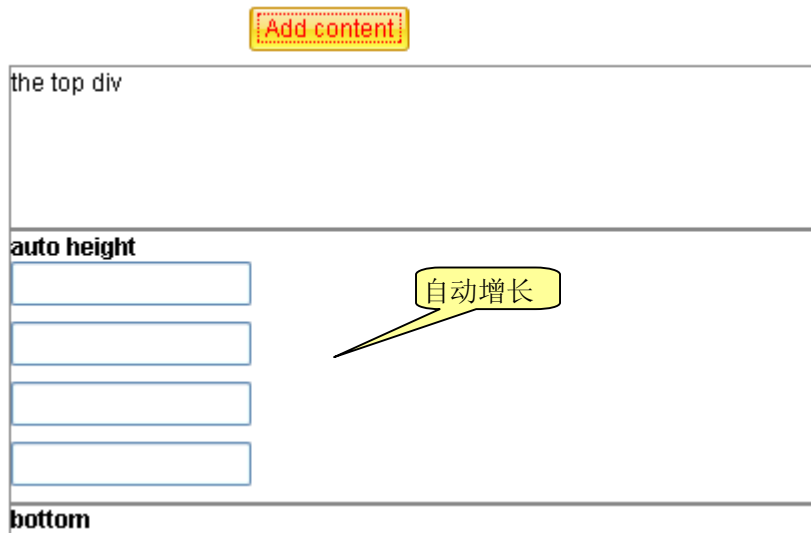 Add content
the top div
auto height
自动增长
bottom